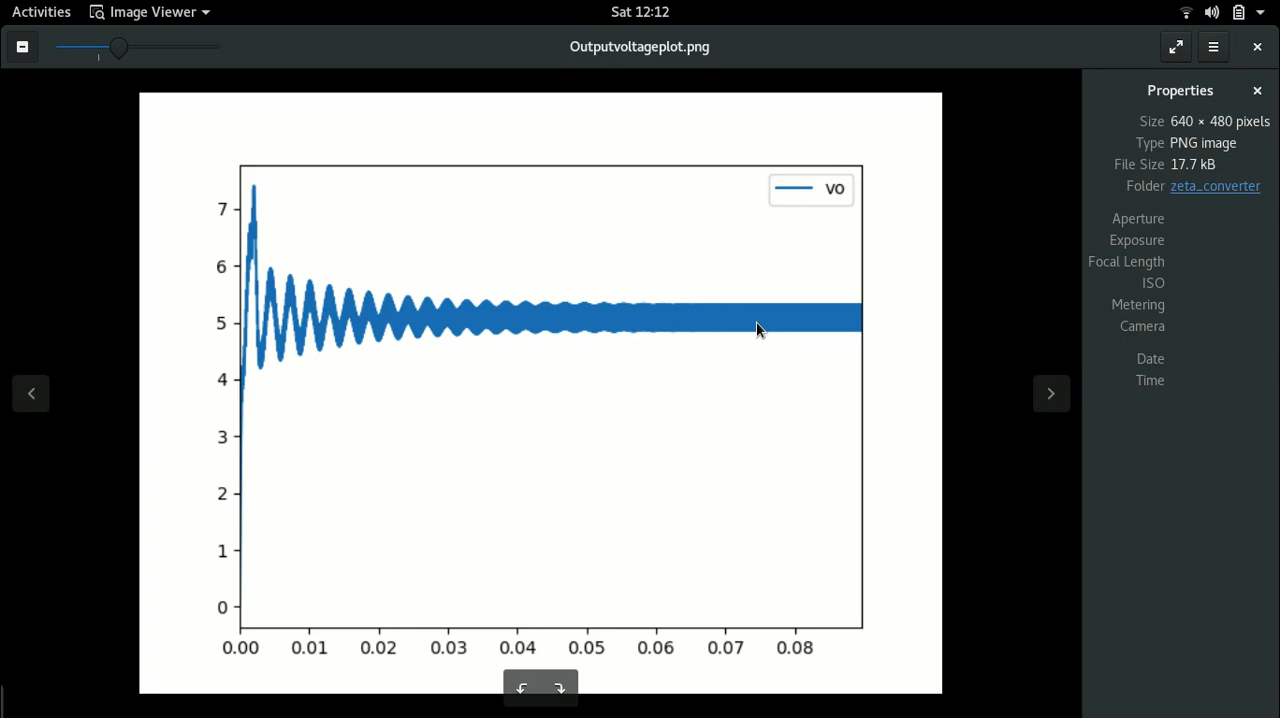 Activities Image Viewer Sat 12:12
Outputvoltageplot.png
Properties
Size 640 × 480 pixels
Type PNG image
File Size 17.7 kB
Folder zeta_converter
Aperture
Exposure
Focal Length
ISO
Metering
Camera
Date
Time
VO
7
6
5
4
3
2
1
0
0.00 0.01 0.02 0.03 0.04 0.05 0.06 0.07 0.08